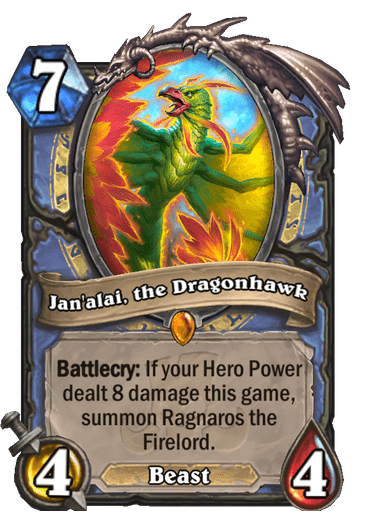 7
Jan'alai, the Dragonhawk
Battlecry: If your Hero Power
dealt 8 damage this game,
summon Ragnaros the
Firelord.
4
Beast
4